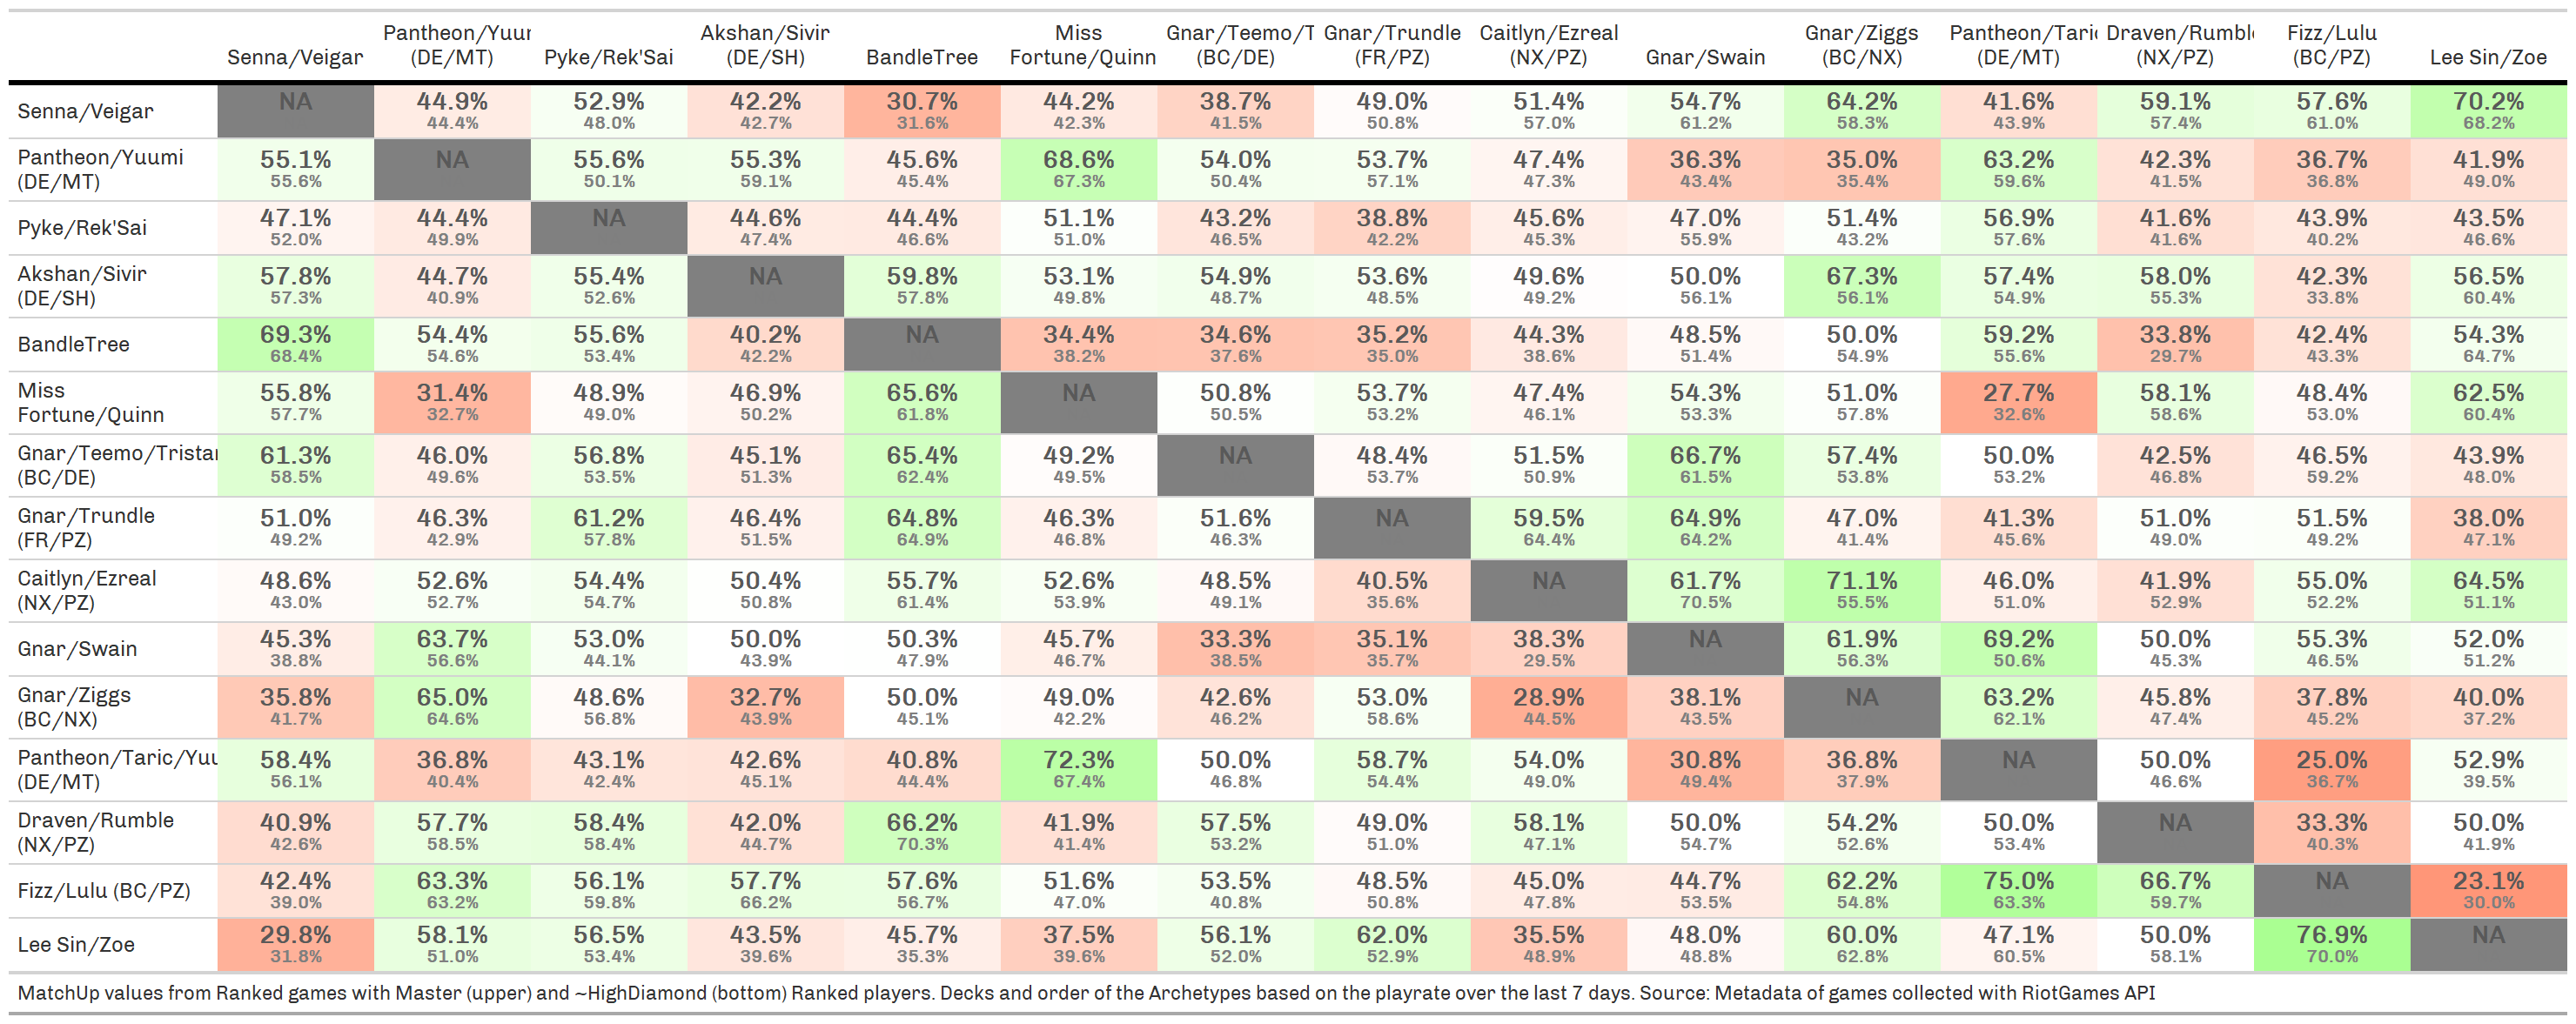 Pantheon/Yuur Akshan/Sivir Miss Gnar/Teemo/T Gnar/Trundle Caitlyn/Ezreal Gnar/Ziggs Pantheon/Taric Draven/Rumbl Fizz/Lulu
Senna/Veigar (DE/MT) Pyke/Rek'Sai (DE/SH) BandleTree Fortune/Quinn (BC/DE) (FR/PZ) (NX/PZ) Gnar/Swain (BC/NX) (DE/MT) (NX/PZ) (BC/PZ) Lee Sin/Zoe
Senna/Veigar NA 44.9% 52.9% 42.2% 30.7% 44.2% 38.7% 49.0% 51.4% 54.7% 64.2% 41.6% 59.1% 57.6% 70.2%
44.4% 48.0% 42.7% 31.6% 42.3% 41.5% 50.8% 57.0% 61.2% 58.3% 43.9% 57.4% 61.0% 68.2%
Pantheon/Yuumi 55.1% NA 55.6% 55.3% 45.6% 68.6% 54.0% 53.7% 47.4% 36.3% 35.0% 63.2% 42.3% 36.7% 41.9%
(DE/MT) 55.6% 50.1% 59.1% 45.4% 67.3% 50.4% 57.1% 47.3% 43.4% 35.4% 59.6% 41.5% 36.8% 49.0%
Pyke/Rek'Sai 47.1% 44.4% NA 44.6% 44.4% 51.1% 43.2% 38.8% 45.6% 47.0% 51.4% 56.9% 41.6% 43.9% 43.5%
52.0% 49.9% 47.4% 46.6% 51.0% 46.5% 42.2% 45.3% 55.9% 43.2% 57.6% 41.6% 40.2% 46.6%
Akshan/Sivir 57.8% 44.7% 55.4% NA 59.8% 53.1% 54.9% 53.6% 49.6% 50.0% 67.3% 57.4% 58.0% 42.3% 56.5%
(DE/SH) 57.3% 40.9% 52.6% 57.8% 49.8% 48.7% 48.5% 49.2% 56.1% 56.1% 54.9% 55.3% 33.8% 60.4%
BandleTree 69.3% 54.4% 55.6% 40.2% NA 34.4% 34.6% 35.2% 44.3% 48.5% 50.0% 59.2% 33.8% 42.4% 54.3%
68.4% 54.6% 53.4% 42.2% 38.2% 37.6% 35.0% 38.6% 51.4% 54.9% 55.6% 29.7% 43.3% 64.7%
Miss 55.8% 31.4% 48.9% 46.9% 65.6% NA 50.8% 53.7% 47.4% 54.3% 51.0% 27.7% 58.1% 48.4% 62.5%
Fortune/Quinn 57.7% 32.7% 49.0% 50.2% 61.8% 50.5% 53.2% 46.1% 53.3% 57.8% 32.6% 58.6% 53.0% 60.4%
Gnar/Teemo/Tristar 61.3% 46.0% 56.8% 45.1% 65.4% 49.2% NA 48.4% 51.5% 66.7% 57.4% 50.0% 42.5% 46.5% 43.9%
(BC/DE) 58.5% 49.6% 53.5% 51.3% 62.4% 49.5% 53.7% 50.9% 61.5% 53.8% 53.2% 46.8% 59.2% 48.0%
Gnar/Trundle 51.0% 46.3% 61.2% 46.4% 64.8% 46.3% 51.6% NA 59.5% 64.9% 47.0% 41.3% 51.0% 51.5% 38.0%
(FR/PZ) 49.2% 42.9% 57.8% 51.5% 64.9% 46.8% 46.3% 64.4% 64.2% 41.4% 45.6% 49.0% 49.2% 47.1%
Caitlyn/Ezreal 48.6% 52.6% 54.4% 50.4% 55.7% 52.6% 48.5% 40.5% NA 61.7% 71.1% 46.0% 41.9% 55.0% 64.5%
(NX/PZ) 43.0% 52.7% 54.7% 50.8% 61.4% 53.9% 49.1% 35.6% 70.5% 55.5% 51.0% 52.9% 52.2% 51.1%
Gnar/Swain 45.3% 63.7% 53.0% 50.0% 50.3% 45.7% 33.3% 35.1% 38.3% NA 61.9% 69.2% 50.0% 55.3% 52.0%
38.8% 56.6% 44.1% 43.9% 47.9% 46.7% 38.5% 35.7% 29.5% 56.3% 50.6% 45.3% 46.5% 51.2%
Gnar/Ziggs 35.8% 65.0% 48.6% 32.7% 50.0% 49.0% 42.6% 53.0% 28.9% 38.1% NA 63.2% 45.8% 37.8% 40.0%
(BC/NX) 41.7% 64.6% 56.8% 43.9% 45.1% 42.2% 46.2% 58.6% 44.5% 43.5% 62.1% 47.4% 45.2% 37.2%
Pantheon/Taric/Yuu 58.4% 36.8% 43.1% 42.6% 40.8% 72.3% 50.0% 58.7% 54.0% 30.8% 36.8% NA 50.0% 25.0% 52.9%
(DE/MT) 56.1% 40.4% 42.4% 45.1% 44.4% 67.4% 46.8% 54.4% 49.0% 49.4% 37.9% 46.6% 36.7% 39.5%
Draven/Rumble 40.9% 57.7% 58.4% 42.0% 66.2% 41.9% 57.5% 49.0% 58.1% 50.0% 54.2% 50.0% NA 33.3% 50.0%
(NX/PZ) 42.6% 58.5% 58.4% 44.7% 70.3% 41.4% 53.2% 51.0% 47.1% 54.7% 52.6% 53.4% 40.3% 41.9%
Fizz/Lulu (BC/PZ) 42.4% 63.3% 56.1% 57.7% 57.6% 51.6% 53.5% 48.5% 45.0% 44.7% 62.2% 75.0% 66.7% NA 23.1%
39.0% 63.2% 59.8% 66.2% 56.7% 47.0% 40.8% 50.8% 47.8% 53.5% 54.8% 63.3% 59.7% 30.0%
Lee Sin/Zoe 29.8% 58.1% 56.5% 43.5% 45.7% 37.5% 56.1% 62.0% 35.5% 48.0% 60.0% 47.1% 50.0% 76.9% NA
31.8% 51.0% 53.4% 39.6% 35.3% 39.6% 52.0% 52.9% 48.9% 48.8% 62.8% 60.5% 58.1% 70.0%
MatchUp values from Ranked games with Master (upper) and ~HighDiamond (bottom) Ranked players. Decks and order of the Archetypes based on the playrate over the last 7 days. Source: Metadata of games collected with RiotGames API